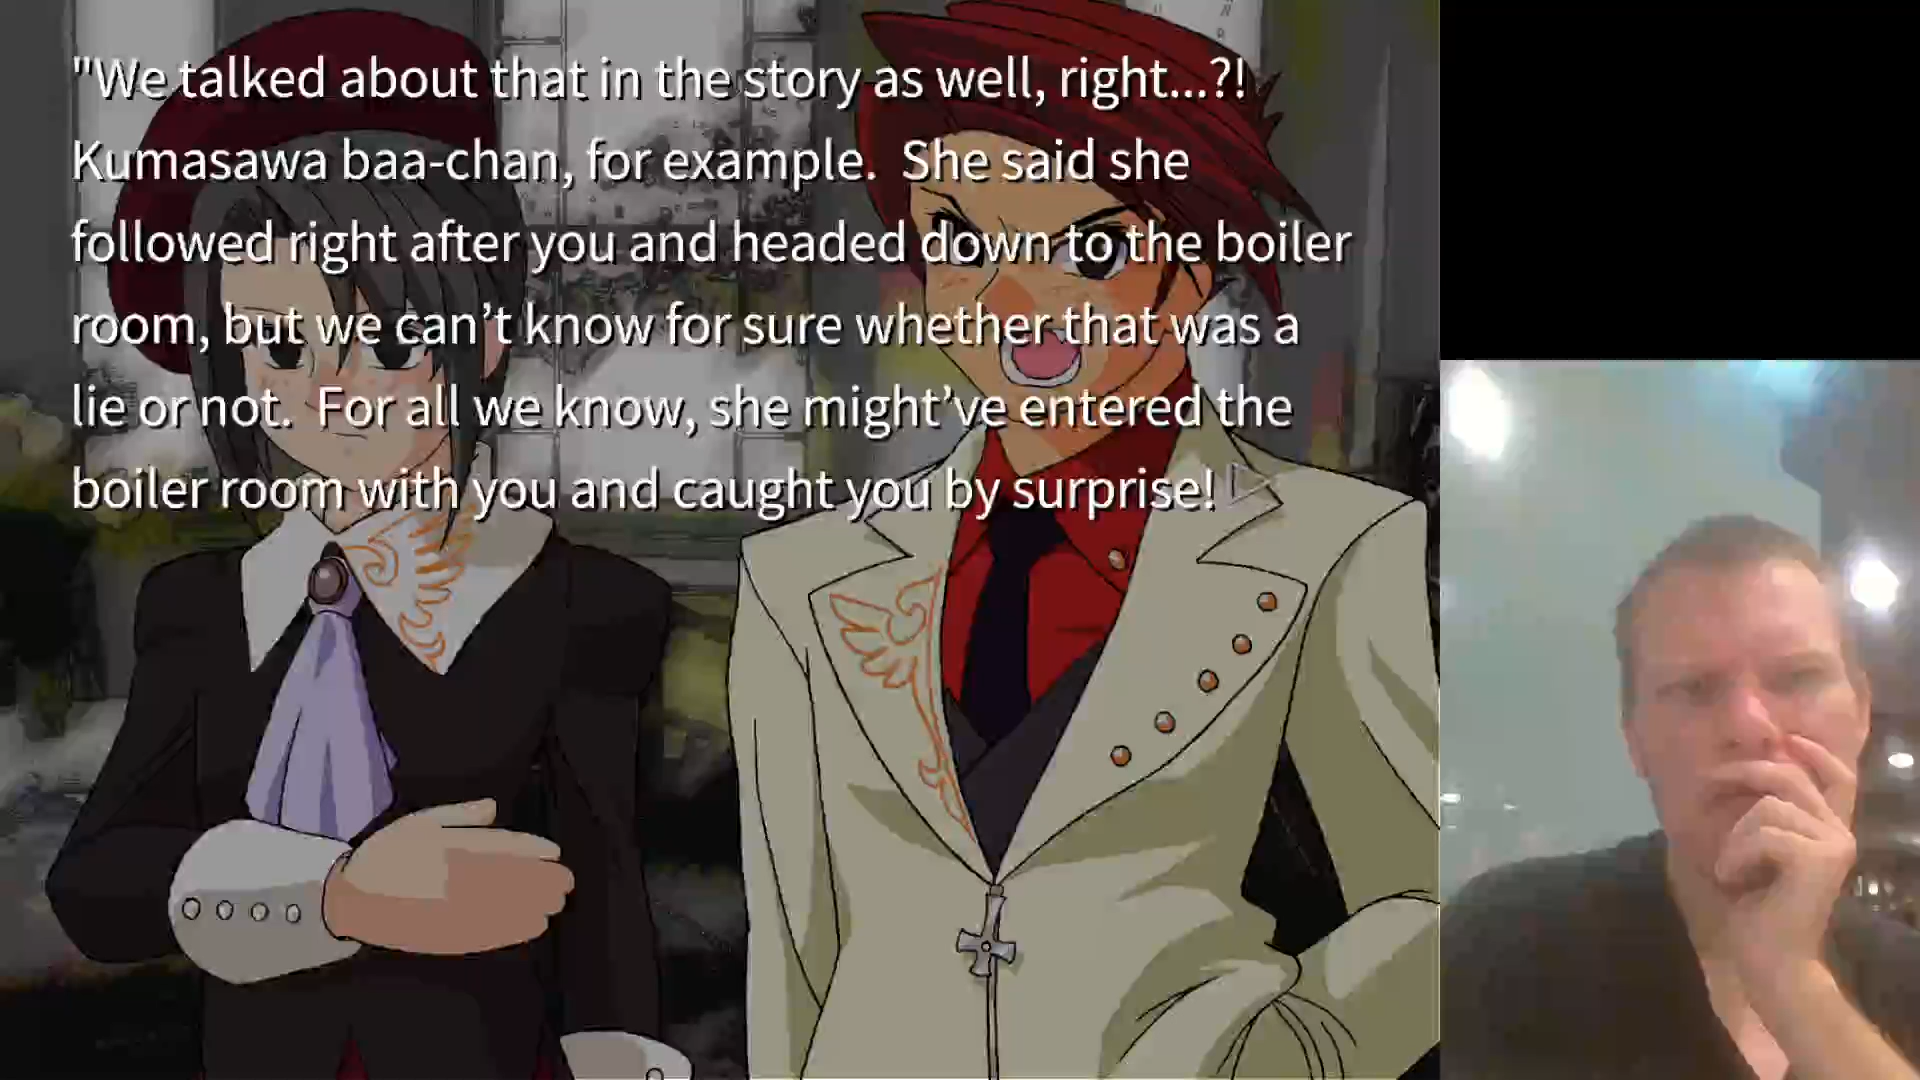 "We talked about that in the story as well, right...?!
Kumasawa baa-chan, for example.  She said she
followed right after you and headed down to the boiler
room, but we can’t know for sure whether that was a
lie or not.  For all we know, she might’ve entered the
boiler room with you and caught you by surprise!